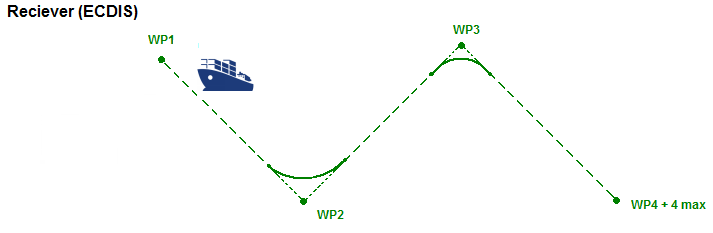 Reciever (ECDIS)
WP1
WP3
WP2
WP4 + 4 max